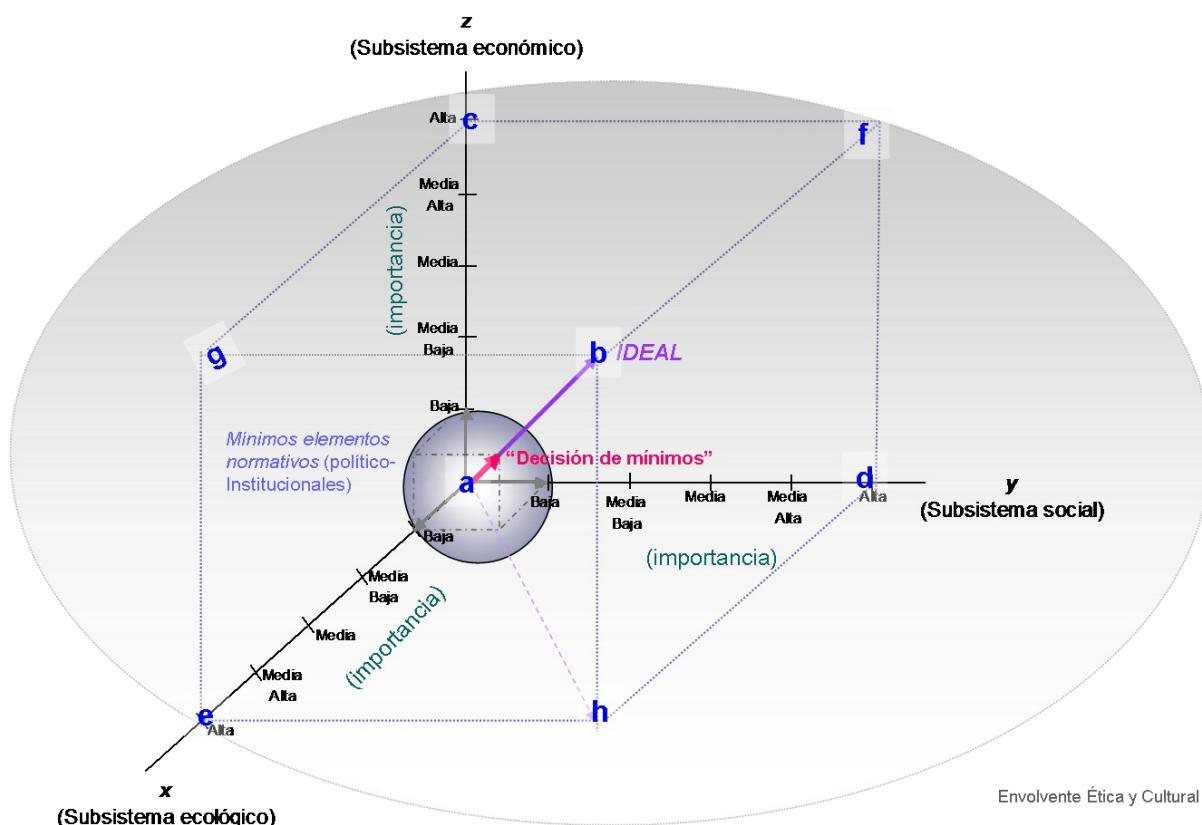 z
(Subsistema económico)
Alta
c
f
Media
Alta
(importancia)
Media
Media
Baja
g
b
IDEAL
Baja
Mínimos elementos
normativos (político-
Institucionales)
“Decisión de mínimos”
a
d
y
(Subsistema social)
Baja
Media
Baja
Media
Media
Alta
Alta
(importancia)
Baja
Media
Baja
Media
Media
Alta
(importancia)
e
Alta
h
x
(Subsistema ecológico)
Envolvente Ética y Cultural